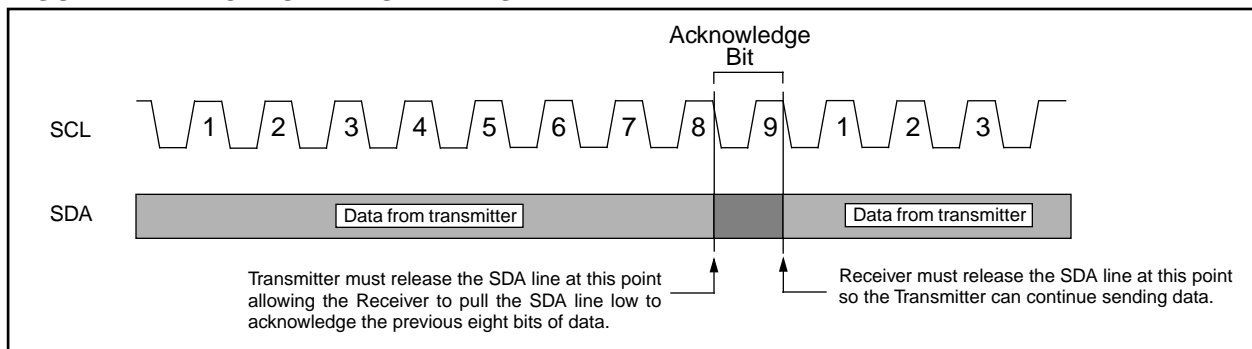 Acknowledge
Bit
SCL
1 2 3 4 5 6 7 8 9 1 2 3
SDA
Data from transmitter
Data from transmitter
Transmitter must release the SDA line at this point
allowing the Receiver to pull the SDA line low to
acknowledge the previous eight bits of data.
Receiver must release the SDA line at this point
so the Transmitter can continue sending data.